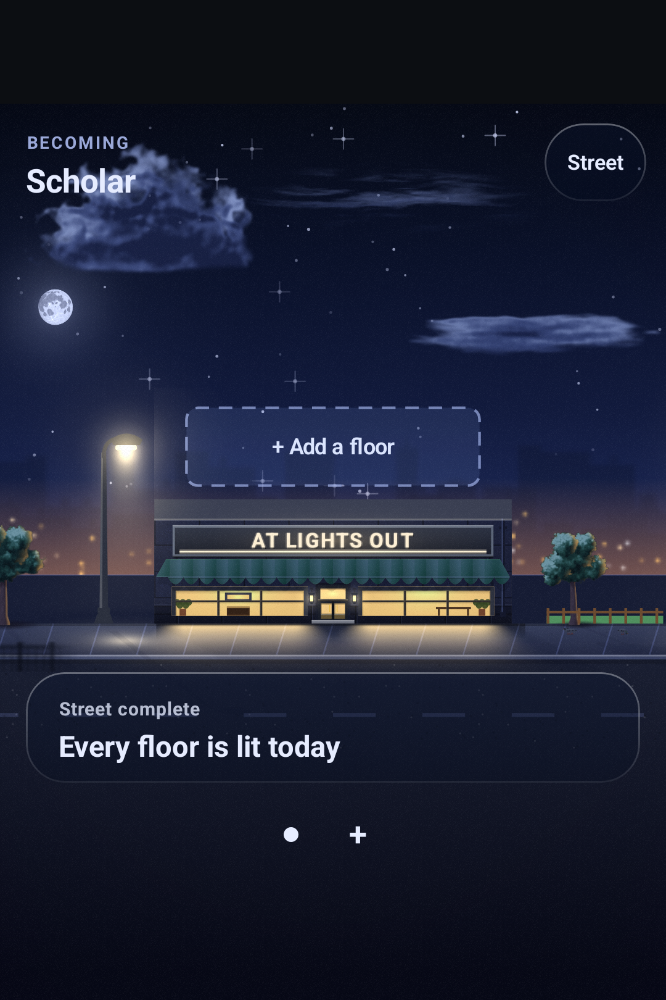 BECOMING
Scholar
Street
+ Add a floor
AT LIGHTS OUT
Street complete
Every floor is lit today
+